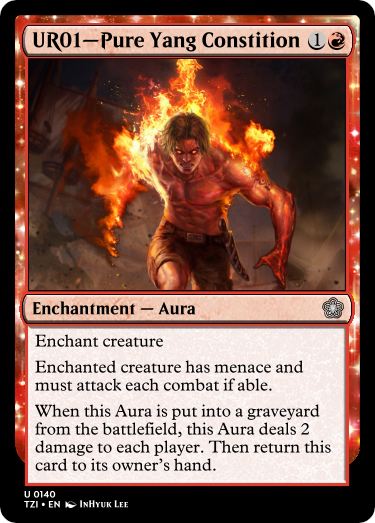 UR01—Pure Yang Constition 1
Enchantment — Aura
Enchant creature
Enchanted creature has menace and
must attack each combat if able.
When this Aura is put into a graveyard
from the battlefield, this Aura deals 2
damage to each player. Then return this
card to its owner's hand.
U 0140
TZI • EN InHyuk Lee